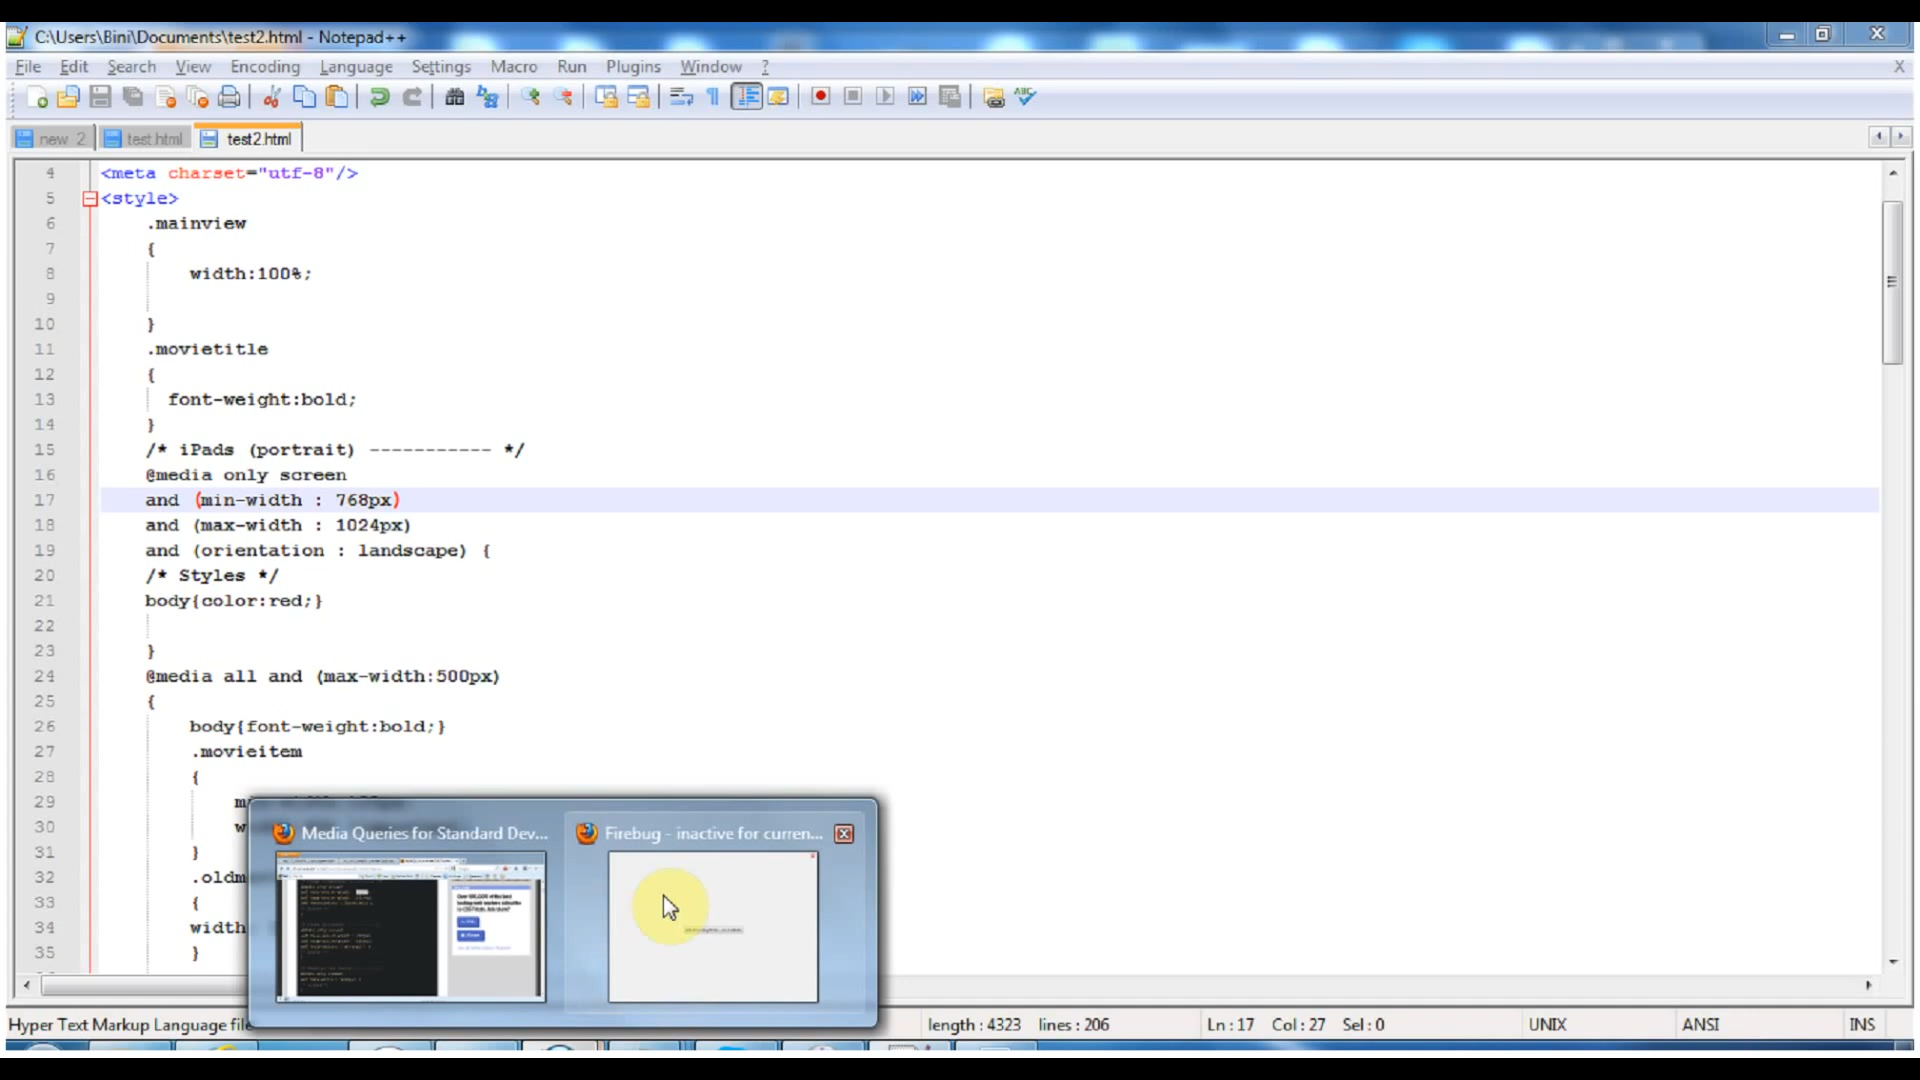 C:\Users\Bini\Documents\test2.html - Notepad++
File Edit Search View Encoding Language Settings Macro Run Plugins Window ? X
new 2 test.html test2.html
4 <meta charset="utf-8"/>
5 <style>
6 .mainview
7 {
8 width:100%;
9
10 }
11 .movietitle
12 {
13 font-weight:bold;
14 }
15 /* iPads (portrait) ----------- */
16 @media only screen
17 and (min-width : 768px)
18 and (max-width : 1024px)
19 and (orientation : landscape) {
20 /* Styles */
21 body{color:red;}
22
23 }
24 @media all and (max-width:500px)
25 {
26 body{font-weight:bold;}
27 .movieitem
28 {
29 m
30 w
31 }
32 .oldm
33 {
34 width
35 }
Media Queries for Standard Dev... Firebug - inactive for curren...
Hyper Text Markup Language file length : 4323 lines : 206 Ln : 17 Col : 27 Sel : 0 UNIX ANSI INS